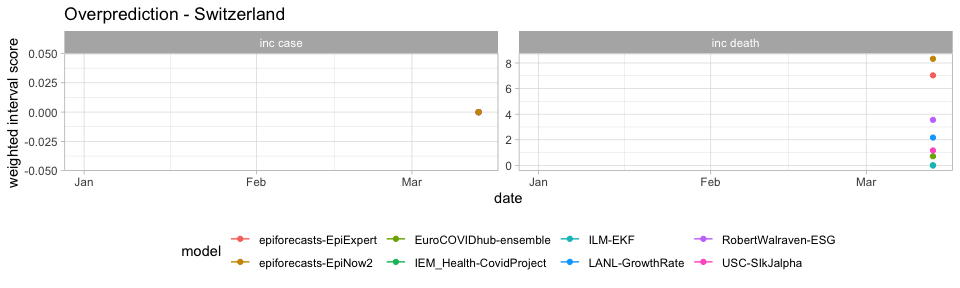 Overprediction - Switzerland
inc case
inc death
weighted interval score
0.050
0.025
0.000
-0.025
-0.050
8
6
4
2
0
Jan
Feb
Mar
Jan
Feb
Mar
date
model
epiforecasts-EpiExpert
EuroCOVIDhub-ensemble
ILM-EKF
RobertWalraven-ESG
epiforecasts-EpiNow2
IEM_Health-CovidProject
LANL-GrowthRate
USC-SIkJalpha